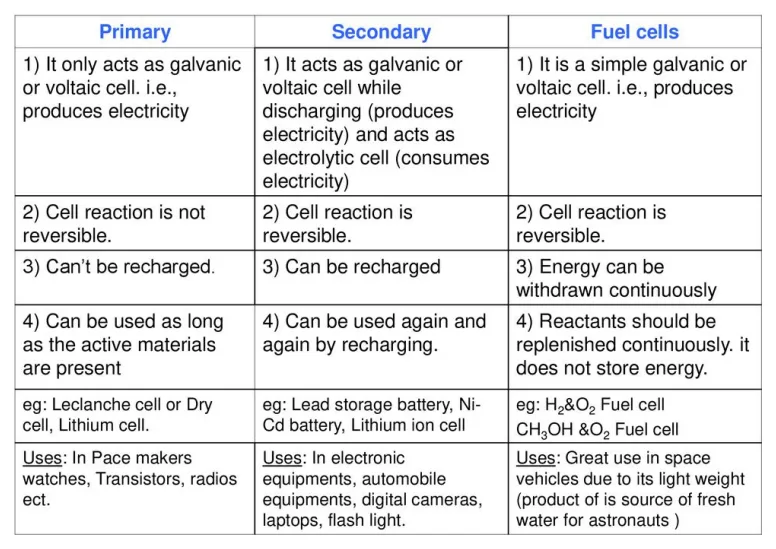 Primary
Secondary
Fuel cells
1) It only acts as galvanic
or voltaic cell. i.e.,
produces electricity
1) It acts as galvanic or
voltaic cell while
discharging (produces
electricity) and acts as
electrolytic cell (consumes
electricity)
1) It is a simple galvanic or
voltaic cell. i.e., produces
electricity
2) Cell reaction is not
reversible.
2) Cell reaction is
reversible.
2) Cell reaction is
reversible.
3) Can't be recharged.
3) Can be recharged
3) Energy can be
withdrawn continuously
4) Can be used as long
as the active materials
are present
4) Can be used again and
again by recharging.
4) Reactants should be
replenished continuously. it
does not store energy.
eg: Leclanche cell or Dry
cell, Lithium cell.
eg: Lead storage battery, Ni-
Cd battery, Lithium ion cell
eg: H₂&O₂ Fuel cell
CH₃OH &O₂ Fuel cell
Uses: In Pace makers
watches, Transistors, radios
ect.
Uses: In electronic
equipments, automobile
equipments, digital cameras,
laptops, flash light.
Uses: Great use in space
vehicles due to its light weight
(product of is source of fresh
water for astronauts )